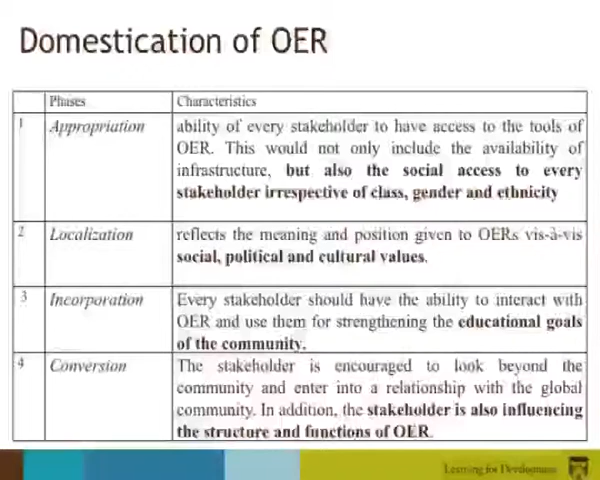 Domestication of OER
Phases Characteristics
1 Appropriation ability of every stakeholder to have access to the tools of
OER. This would not only include the availability of
infrastructure, but also the social access to every
stakeholder irrespective of class, gender and ethnicity
2 Localization reflects the meaning and position given to OERs vis-à-vis
social, political and cultural values.
3 Incorporation Every stakeholder should have the ability to interact with
OER and use them for strengthening the educational goals
of the community.
4 Conversion The stakeholder is encouraged to look beyond the
community and enter into a relationship with the global
community. In addition, the stakeholder is also influencing
the structure and functions of OER.
Learning for Development